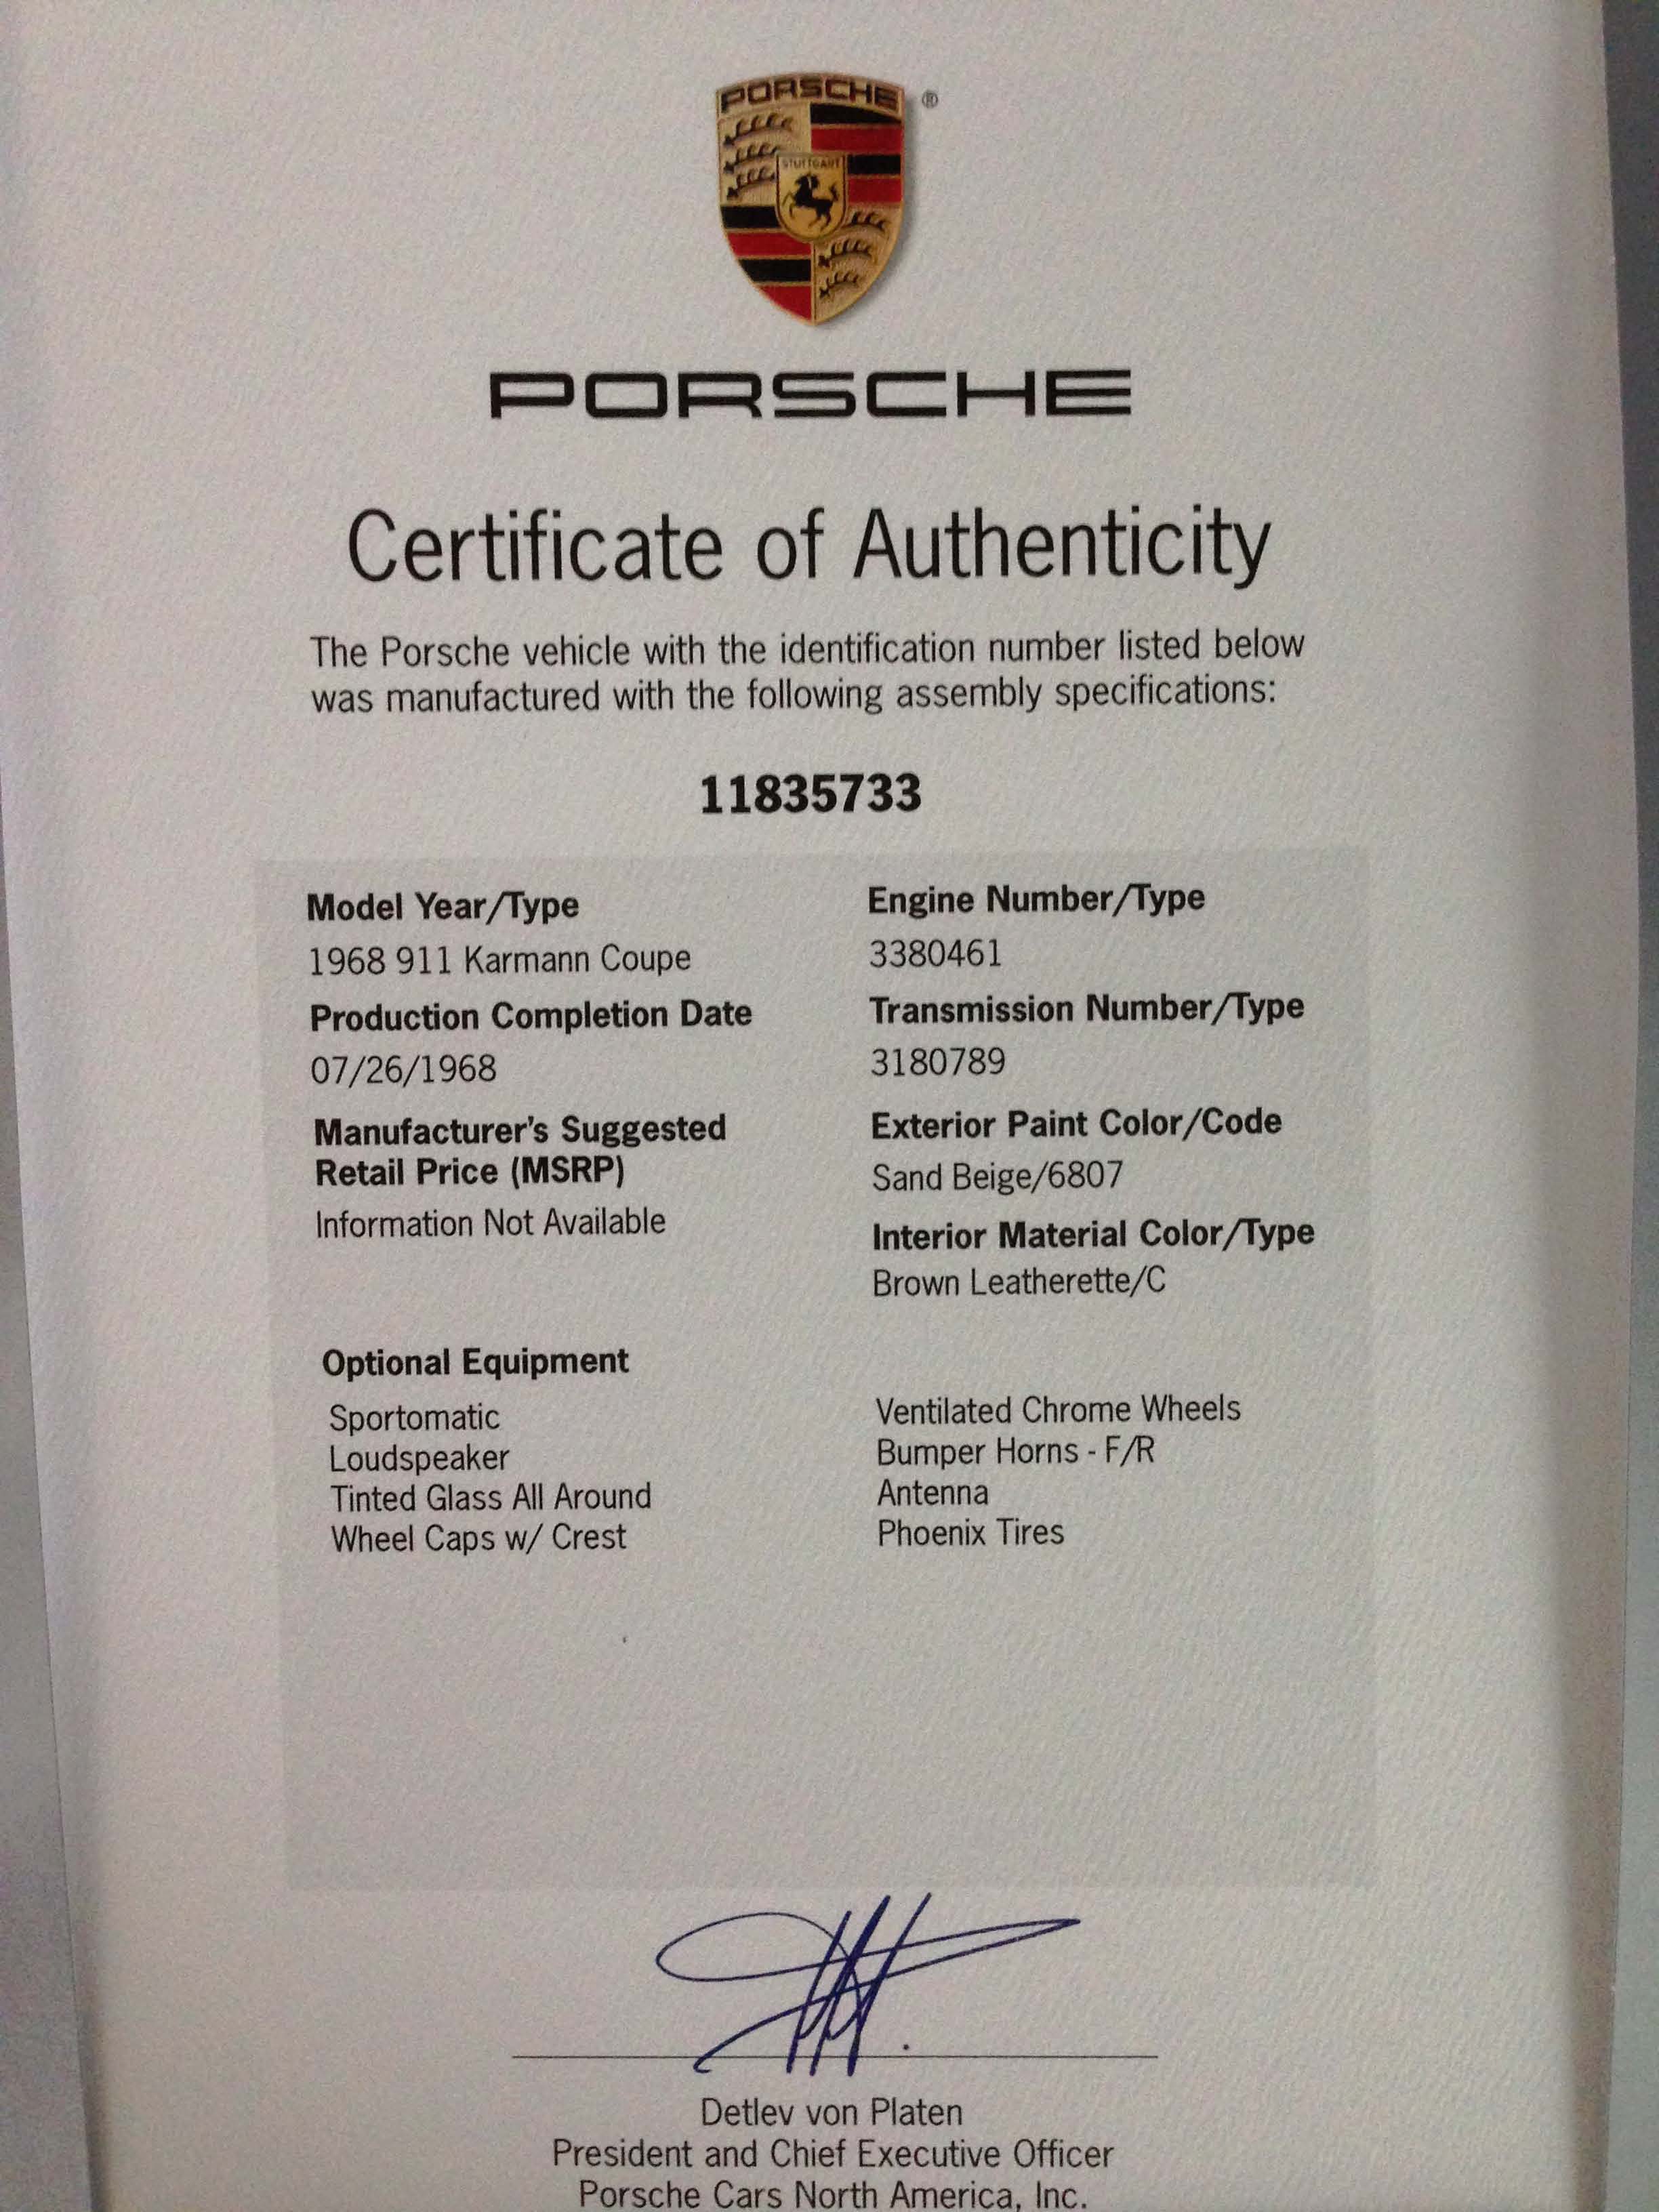 PORSCHE ®
STUTTGART
PORSCHE
Certificate of Authenticity
The Porsche vehicle with the identification number listed below
was manufactured with the following assembly specifications:
11835733
Model Year/Type
1968 911 Karmann Coupe
Production Completion Date
07/26/1968
Manufacturer's Suggested
Retail Price (MSRP)
Information Not Available
Engine Number/Type
3380461
Transmission Number/Type
3180789
Exterior Paint Color/Code
Sand Beige/6807
Interior Material Color/Type
Brown Leatherette/C
Optional Equipment
Sportomatic
Loudspeaker
Tinted Glass All Around
Wheel Caps w/ Crest
Ventilated Chrome Wheels
Bumper Horns - F/R
Antenna
Phoenix Tires
Detlev von Platen
President and Chief Executive Officer
Porsche Cars North America, Inc.